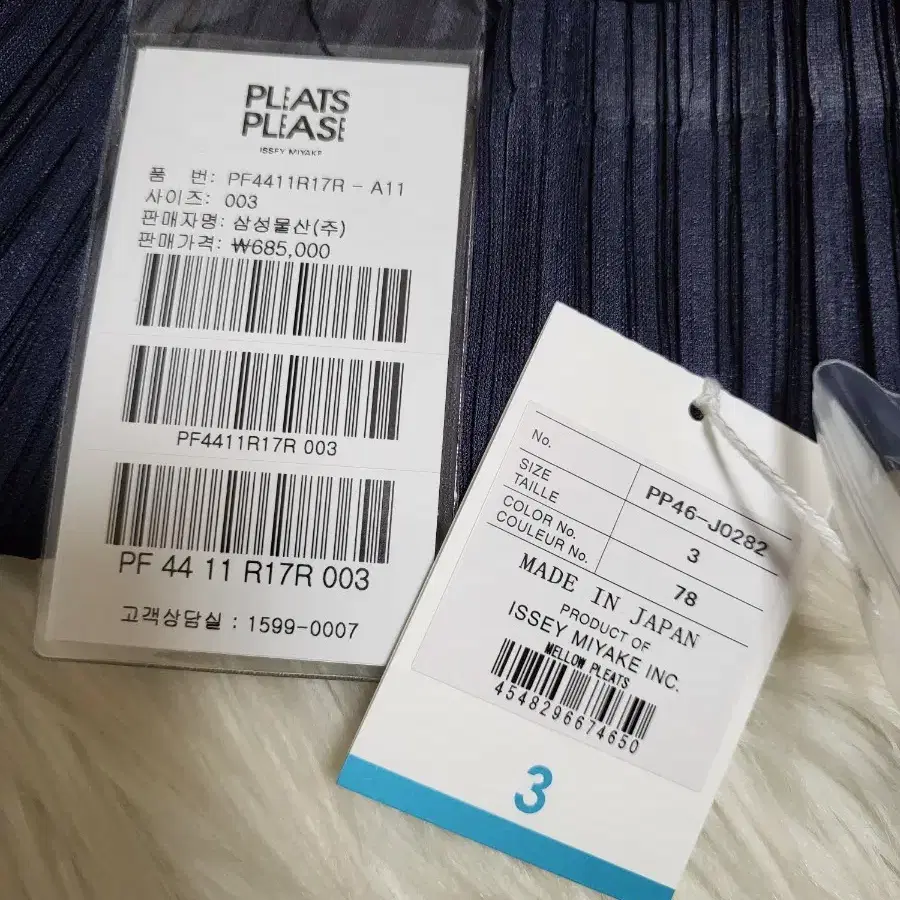 PLEATS
PLEASE
ISSEY MIYAKE
품 번: PF4411R17R - A11
사이즈: 003
판매자명: 삼성물산(주)
판매가격: ₩685,000
PF4411R17R 003
PF 44 11 R17R 003
고객상담실 : 1599-0007
No. PP46-J0282
SIZE
TAILLE 3
COLOR No.
COULEUR No. 78
MADE IN JAPAN
PRODUCT OF
ISSEY MIYAKE INC.
MELLOW PLEATS
4548296674650
3